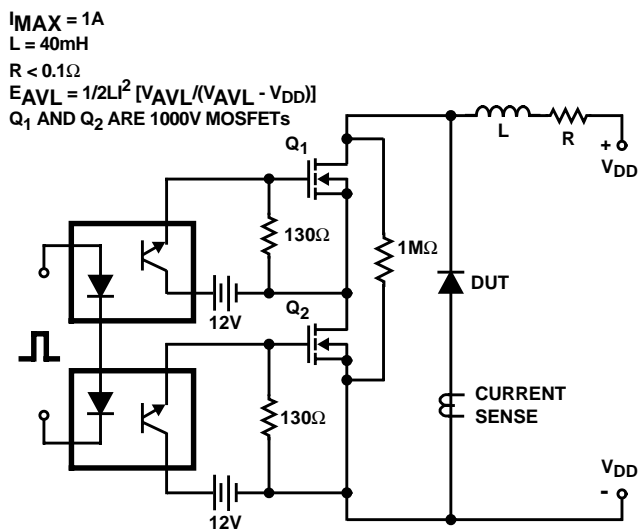 IMAX = 1A
L = 40mH
R < 0.1Ω
EAVL = 1/2LI² [VAVL/(VAVL - VDD)]
Q1 AND Q2 ARE 1000V MOSFETs
Q1
L
R
+
VDD
130Ω
1MΩ
DUT
12V
Q2
CURRENT
SENSE
130Ω
VDD
-
12V